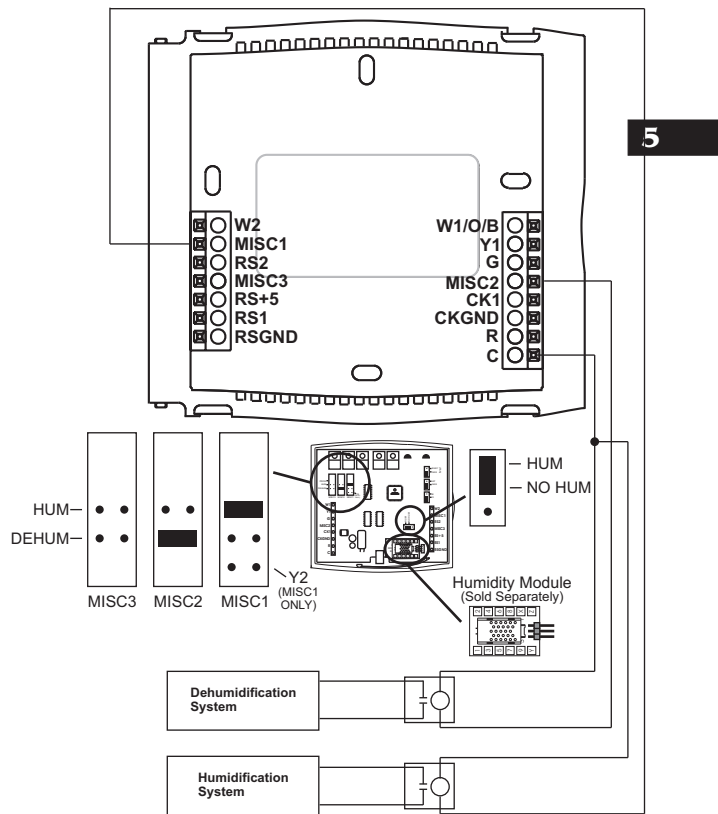 5
W2
MISC1
RS2
MISC3
RS+5
RS1
RSGND
W1/O/B
Y1
G
MISC2
CK1
CKGND
R
C
HUM
DEHUM
MISC3
MISC2
MISC1
Y2
(MISC1
ONLY)
HUM
NO HUM
Humidity Module
(Sold Separately)
Dehumidification
System
Humidification
System